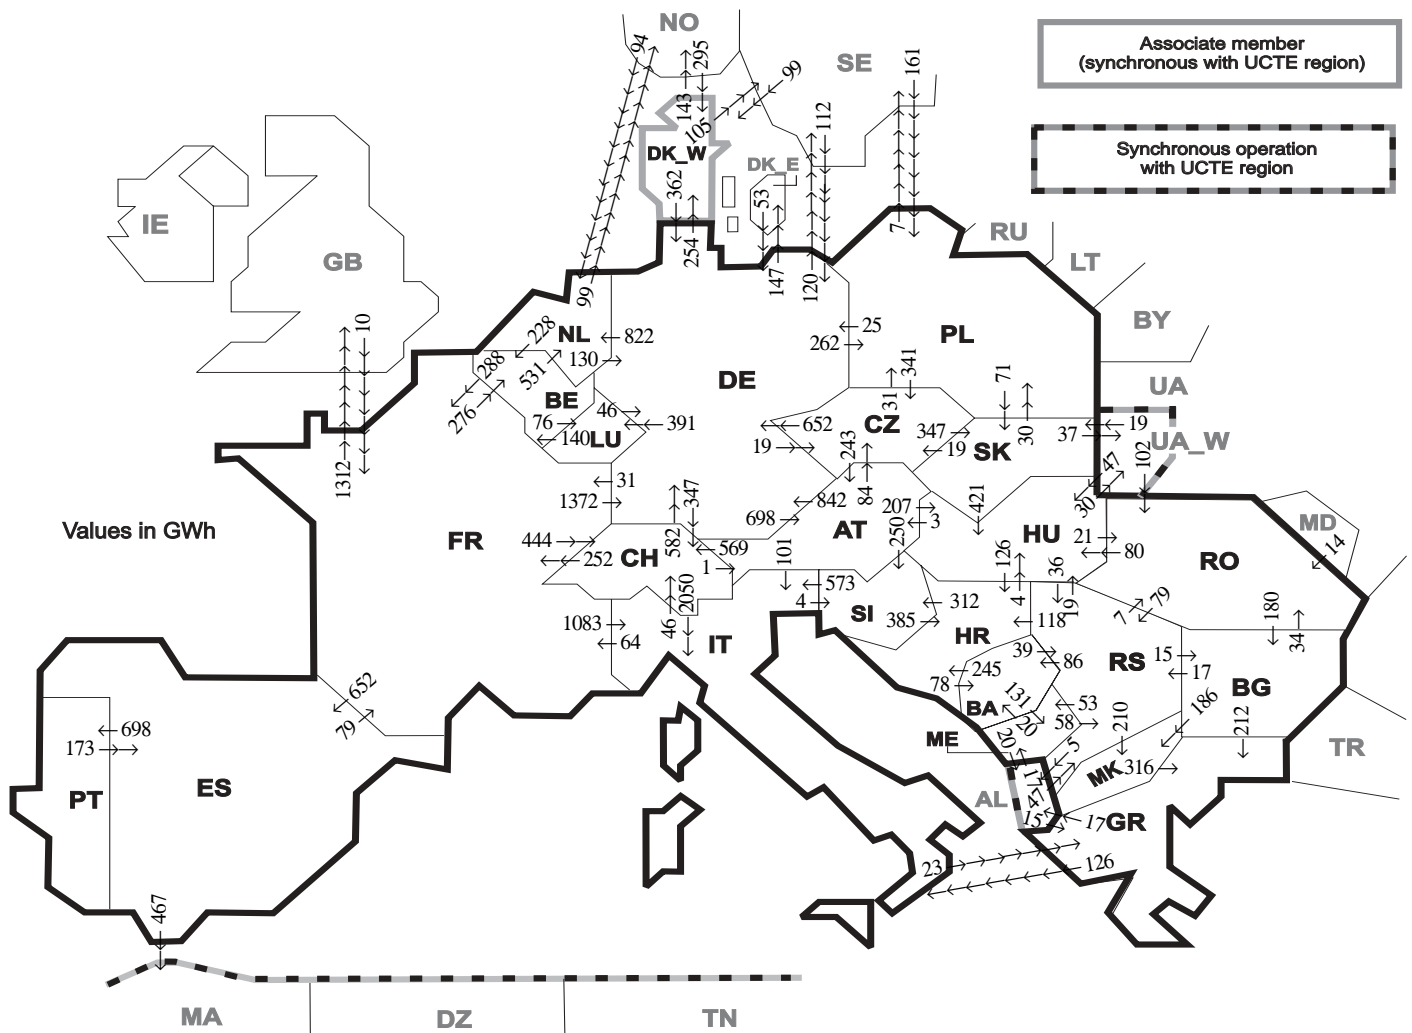 NO
94
295
SE
161
Associate member
(synchronous with UCTE region)
99
143
105
112
Synchronous operation
with UCTE region
DK_W
DK_E
362
53
IE
GB
254
7
RU
LT
147
120
99
10
BY
228
NL
822
25
PL
262
130
288
531
341
71
DE
UA
276
BE
46
31
76
391
652
CZ
347
19
140
LU
19
243
19
SK
30
37
UA_W
102
47
1312
31
1372
842
84
207
421
30
Values in GWh
FR
444
347
698
AT
3
250
HU
21
80
MD
14
252
CH
582
569
101
126
36
RO
1
573
2050
4
SI
312
4
19
7
79
180
1083
46
385
118
34
64
IT
HR
39
RS
15
86
17
BG
652
245
78
131
53
186
79
BA
20
58
210
212
698
ME
20
5
TR
173
MK
316
PT
ES
17
AL
47
15
17
GR
23
126
467
MA
DZ
TN